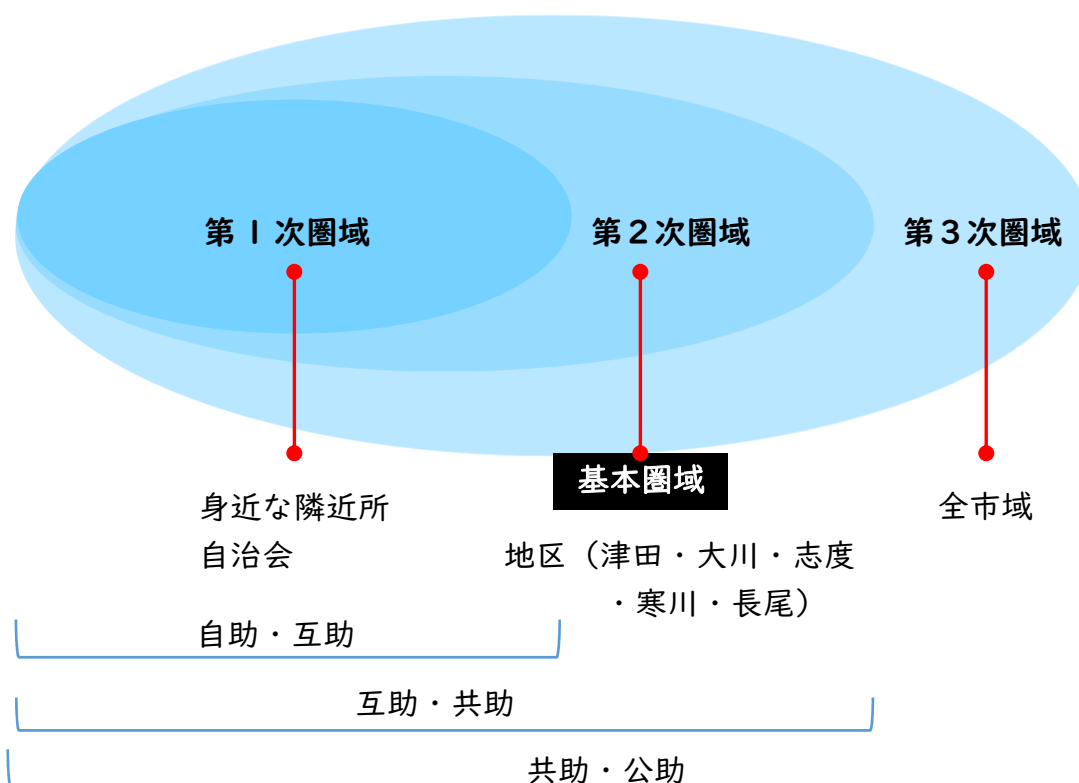 第１次圏域
第２次圏域
第３次圏域
身近な隣近所
自治会
基本圏域
地区（津田・大川・志度
・寒川・長尾）
全市域
自助・互助
互助・共助
共助・公助